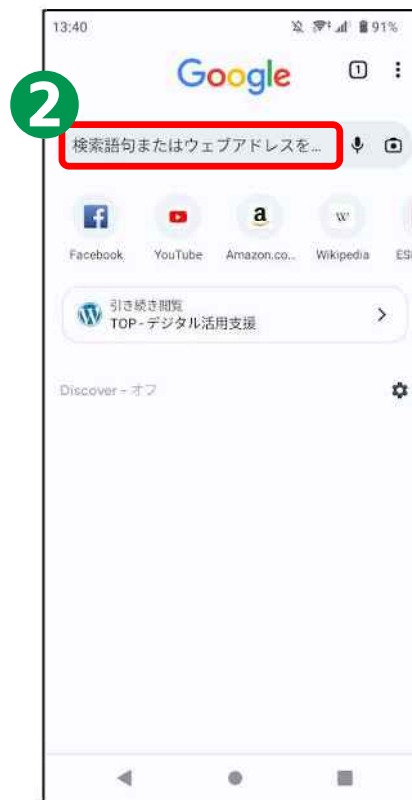 13:40
91%
Google
1
2
検索語句またはウェブアドレスを...
Facebook
YouTube
Amazon.co...
Wikipedia
ES
引き続き閲覧
TOP - デジタル活用支援
Discover – オフ